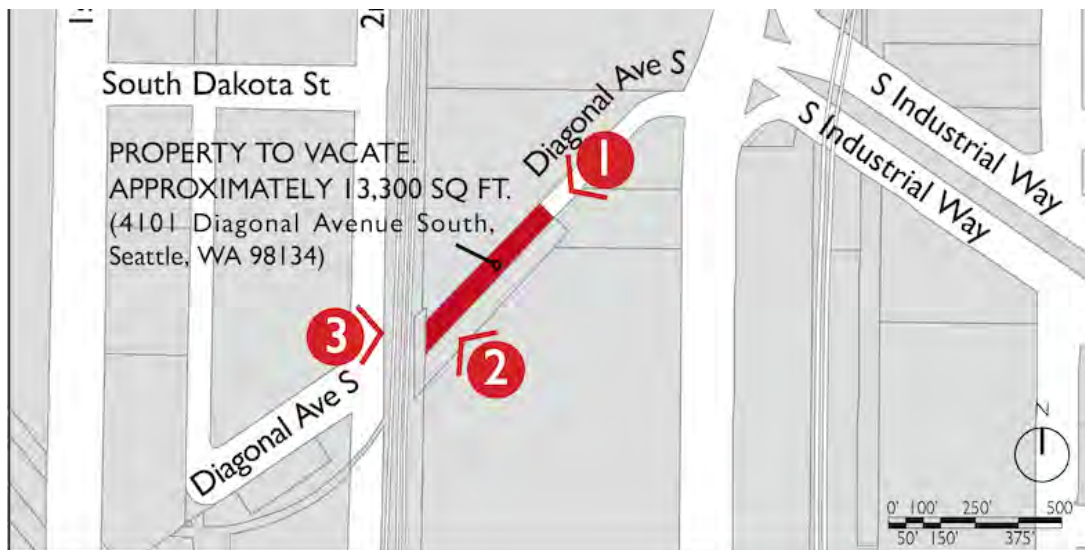 South Dakota St
PROPERTY TO VACATE.
APPROXIMATELY 13,300 SQ FT.
(4101 Diagonal Avenue South,
Seattle, WA 98134)
Diagonal Ave S
1
S Industrial Way
S Industrial Way
3
2
Diagonal Ave S
N
0' 100' 250' 500'
50' 150' 375'